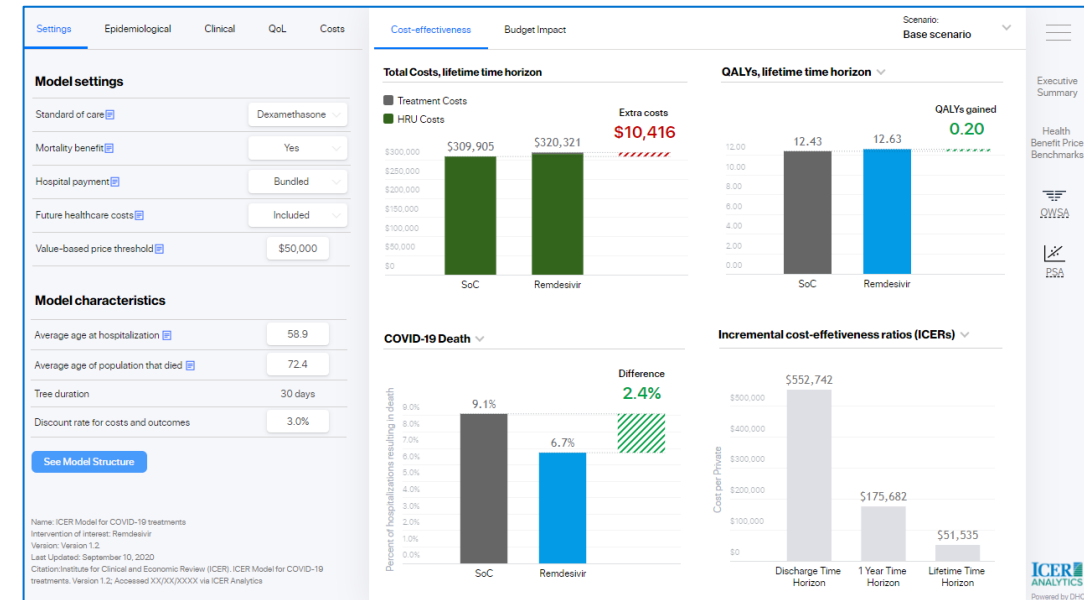 Settings Epidemiological Clinical QoL Costs
Model settings
Standard of care Dexamethasone
Mortality benefit Yes
Hospital payment Bundled
Future healthcare costs Included
Value-based price threshold $50,000
Model characteristics
Average age at hospitalization 58.9
Average age of population that died 72.4
Tree duration 30 days
Discount rate for costs and outcomes 3.0%
See Model Structure
Name: ICER Model for COVID-19 treatments
Intervention of interest: Remdesivir
Version: Version 1.2
Last Updated: September 10, 2020
Citation:Institute for Clinical and Economic Review (ICER). ICER Model for COVID-19
treatments. Version 1.2; Accessed XX/XX/XXXX via ICER Analytics
Cost-effectiveness Budget Impact
Scenario:
Base scenario
Total Costs, lifetime time horizon
Treatment Costs
HRU Costs
Extra costs
$10,416
$309,905 $320,321
$300,000
$250,000
$200,000
$150,000
$100,000
$50,000
$0
SoC Remdesivir
QALYs, lifetime time horizon
QALYs gained
0.20
12.43 12.63
12.00
10.00
8.00
6.00
4.00
2.00
0.00
SoC Remdesivir
COVID-19 Death
Difference
2.4%
9.1%
6.7%
Percent of hospitalizations resulting in death
9.0%
8.0%
7.0%
6.0%
5.0%
4.0%
3.0%
2.0%
1.0%
0.0%
SoC Remdesivir
Incremental cost-effetiveness ratios (ICERs)
$552,742
$175,682
$51,535
Cost per Private
$500,000
$400,000
$300,000
$200,000
$100,000
$0
Discharge Time
Horizon
1 Year Time
Horizon
Lifetime Time
Horizon
Executive
Summary
Health
Benefit Price
Benchmarks
OWSA
PSA
ICER
ANALYTICS
Powered by DHC